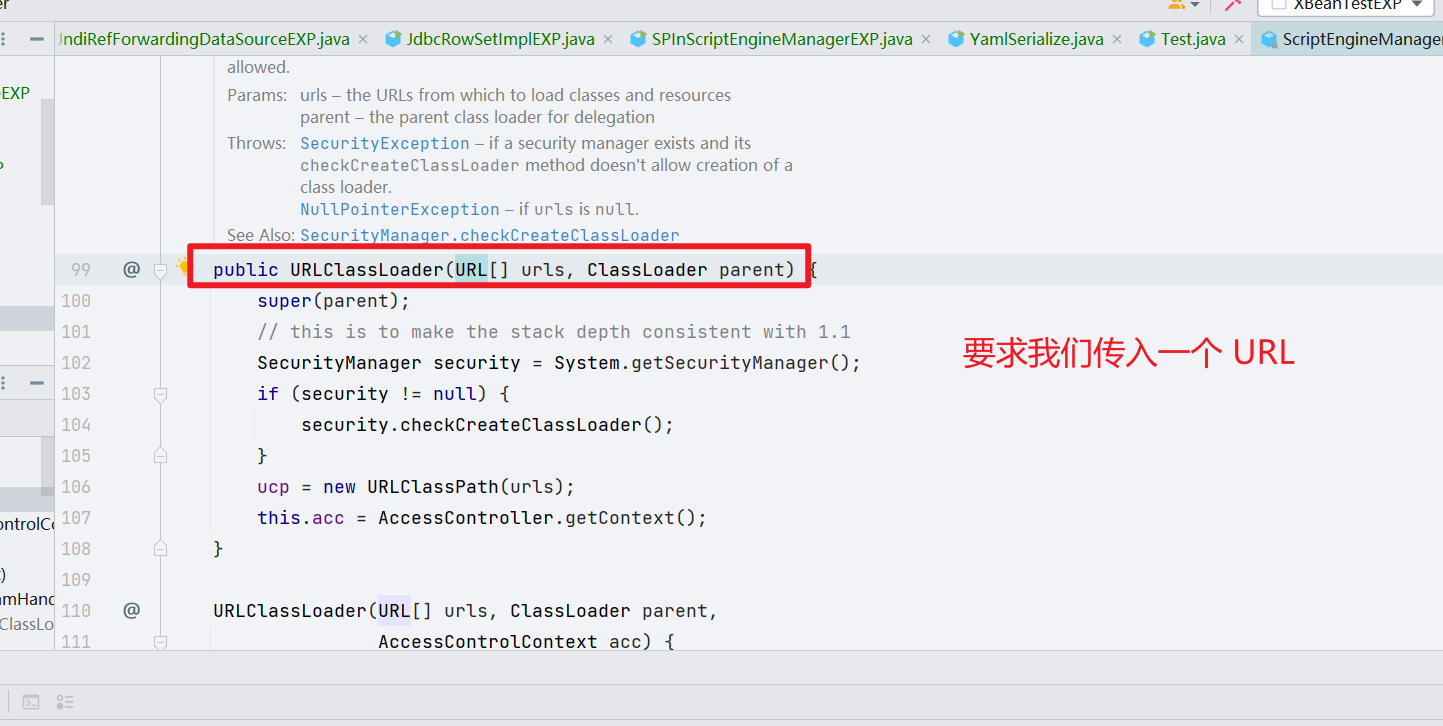 XBeanTestEXP
JndiRefForwardingDataSourceEXP.java JdbcRowSetImplEXP.java SPInScriptEngineManagerEXP.java YamlSerialize.java Test.java ScriptEngineManager
allowed.
EXP
Params: urls – the URLs from which to load classes and resources
parent – the parent class loader for delegation
Throws: SecurityException – if a security manager exists and its
checkCreateClassLoader method doesn't allow creation of a
class loader.
NullPointerException – if urls is null.
See Also: SecurityManager.checkCreateClassLoader
99 @ public URLClassLoader(URL[] urls, ClassLoader parent) {
100 super(parent);
101 // this is to make the stack depth consistent with 1.1
要求我们传入一个 URL
102 SecurityManager security = System.getSecurityManager();
103 if (security != null) {
104 security.checkCreateClassLoader();
105 }
106 ucp = new URLClassPath(urls);
107 this.acc = AccessController.getContext();
108 }
109
110 @ URLClassLoader(URL[] urls, ClassLoader parent,
111 AccessControlContext acc) {